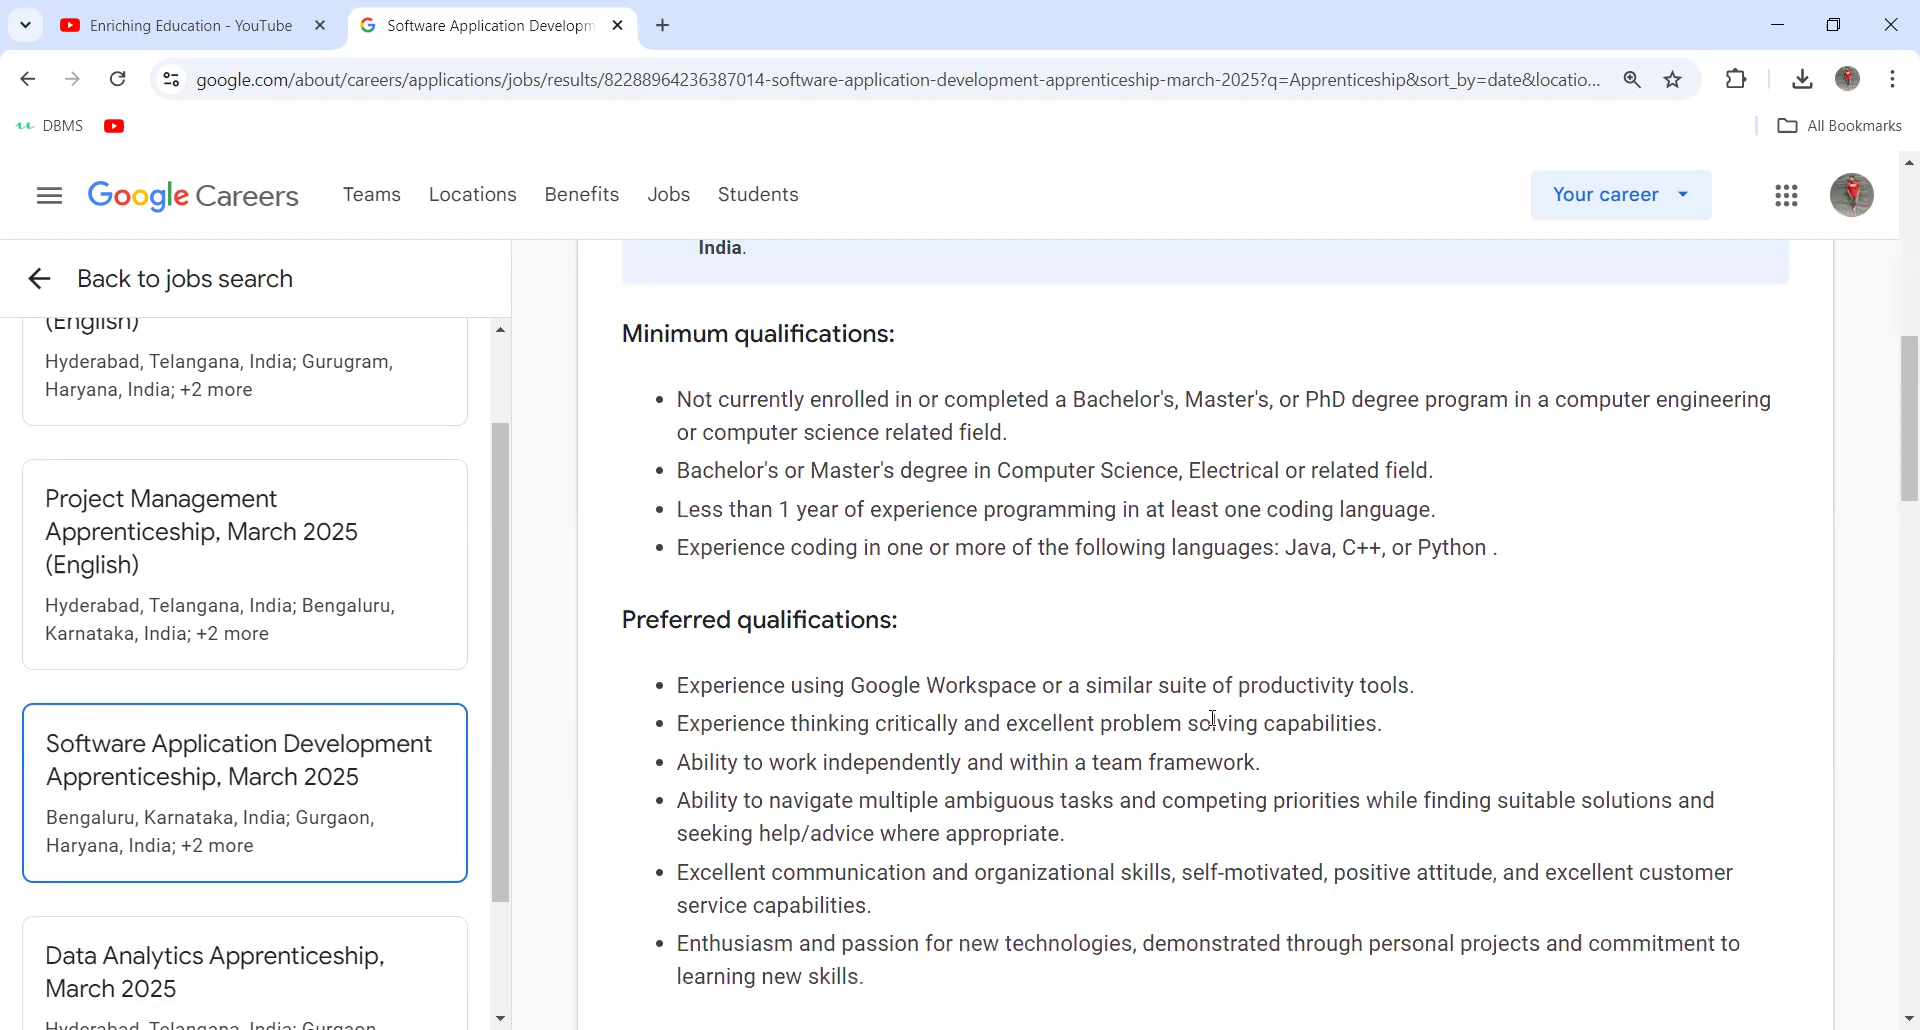 Enriching Education - YouTube
Software Application Developm
google.com/about/careers/applications/jobs/results/82288964236387014-software-application-development-apprenticeship-march-2025?q=Apprenticeship&sort_by=date&locatio...
DBMS
All Bookmarks
Google Careers
Teams
Locations
Benefits
Jobs
Students
Your career
Back to jobs search
(English)
Hyderabad, Telangana, India; Gurugram,
Haryana, India; +2 more
Project Management
Apprenticeship, March 2025
(English)
Hyderabad, Telangana, India; Bengaluru,
Karnataka, India; +2 more
Software Application Development
Apprenticeship, March 2025
Bengaluru, Karnataka, India; Gurgaon,
Haryana, India; +2 more
Data Analytics Apprenticeship,
March 2025
Hyderabad, Telangana, India; Gurgaon,
India.
Minimum qualifications:
• Not currently enrolled in or completed a Bachelor's, Master's, or PhD degree program in a computer engineering
or computer science related field.
• Bachelor's or Master's degree in Computer Science, Electrical or related field.
• Less than 1 year of experience programming in at least one coding language.
• Experience coding in one or more of the following languages: Java, C++, or Python .
Preferred qualifications:
• Experience using Google Workspace or a similar suite of productivity tools.
• Experience thinking critically and excellent problem solving capabilities.
• Ability to work independently and within a team framework.
• Ability to navigate multiple ambiguous tasks and competing priorities while finding suitable solutions and
seeking help/advice where appropriate.
• Excellent communication and organizational skills, self-motivated, positive attitude, and excellent customer
service capabilities.
• Enthusiasm and passion for new technologies, demonstrated through personal projects and commitment to
learning new skills.